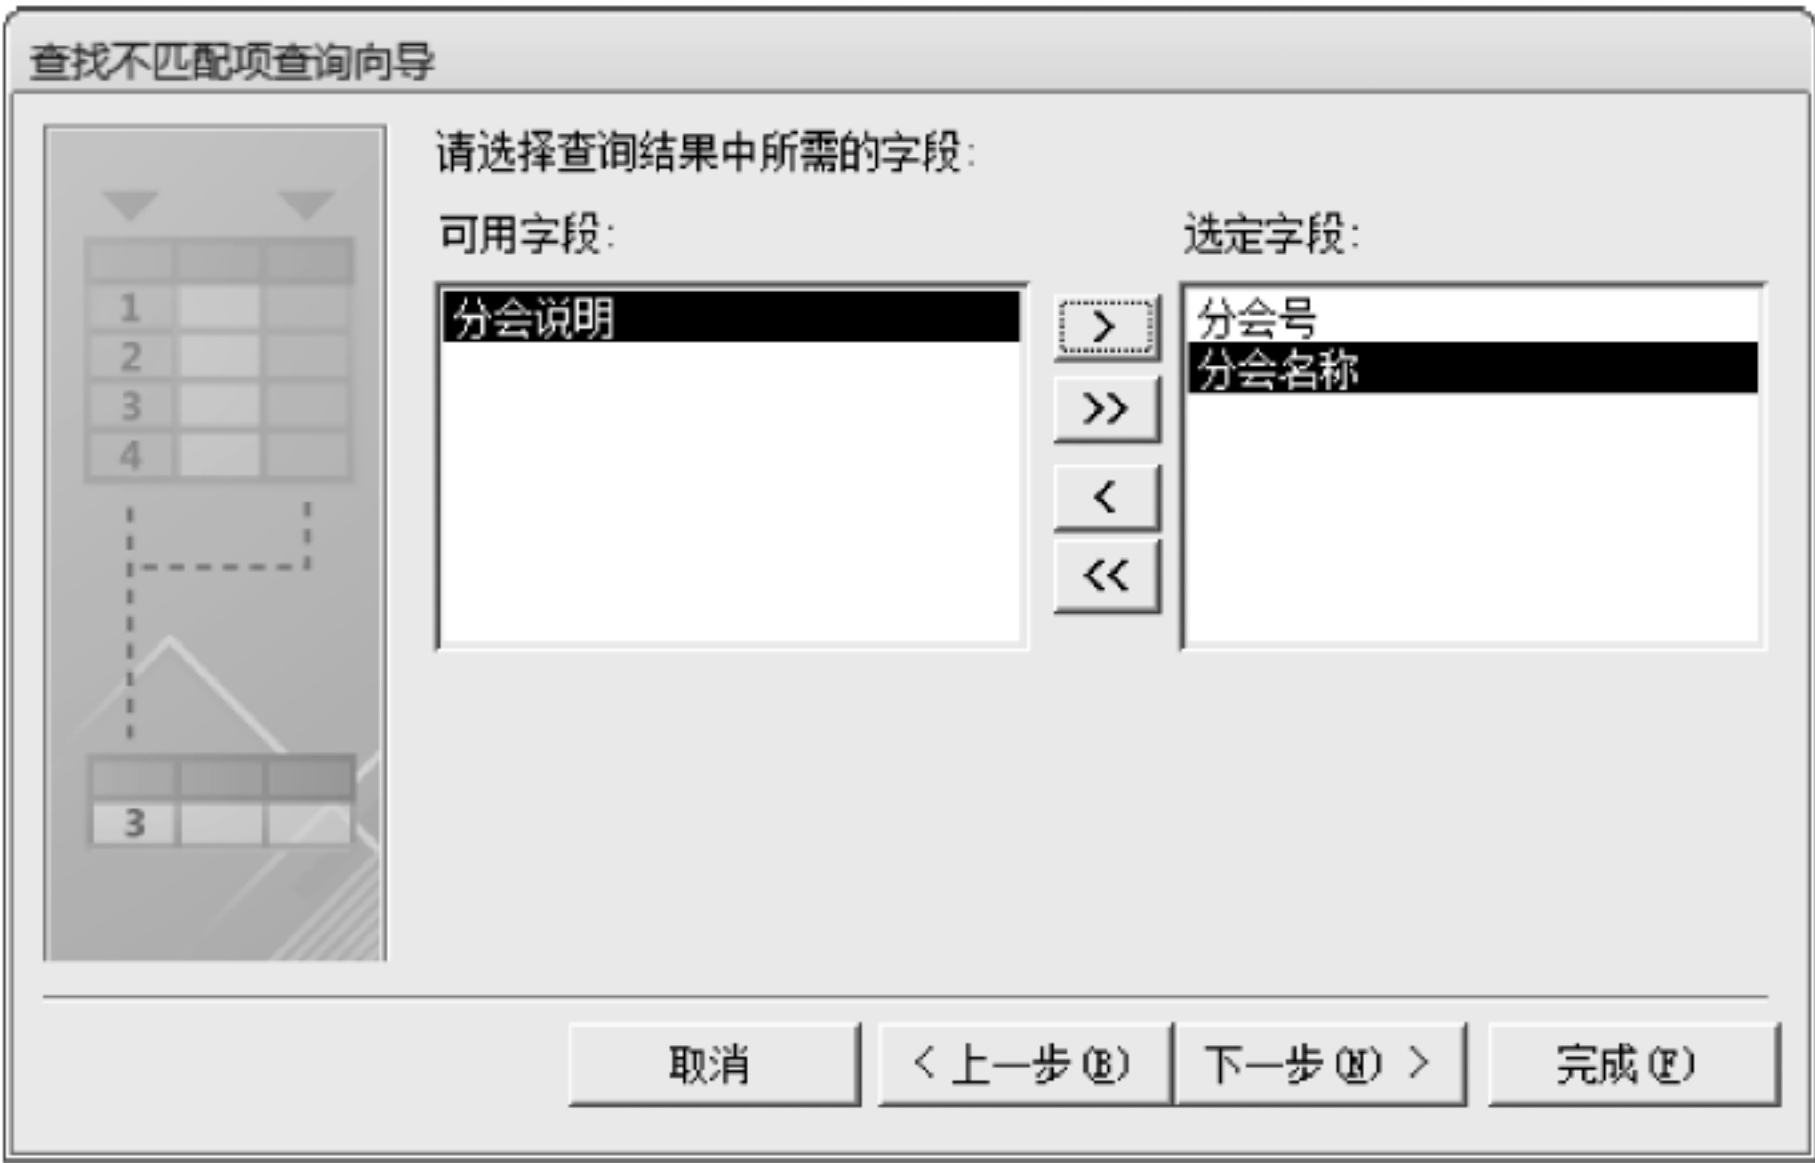 查找不匹配项查询向导
请选择查询结果中所需的字段:
可用字段:
选定字段:
分会说明
>
分会号
分会名称
>>
<
<<
1
2
3
4
3
取消
< 上一步(B)
下一步(N) >
完成(F)